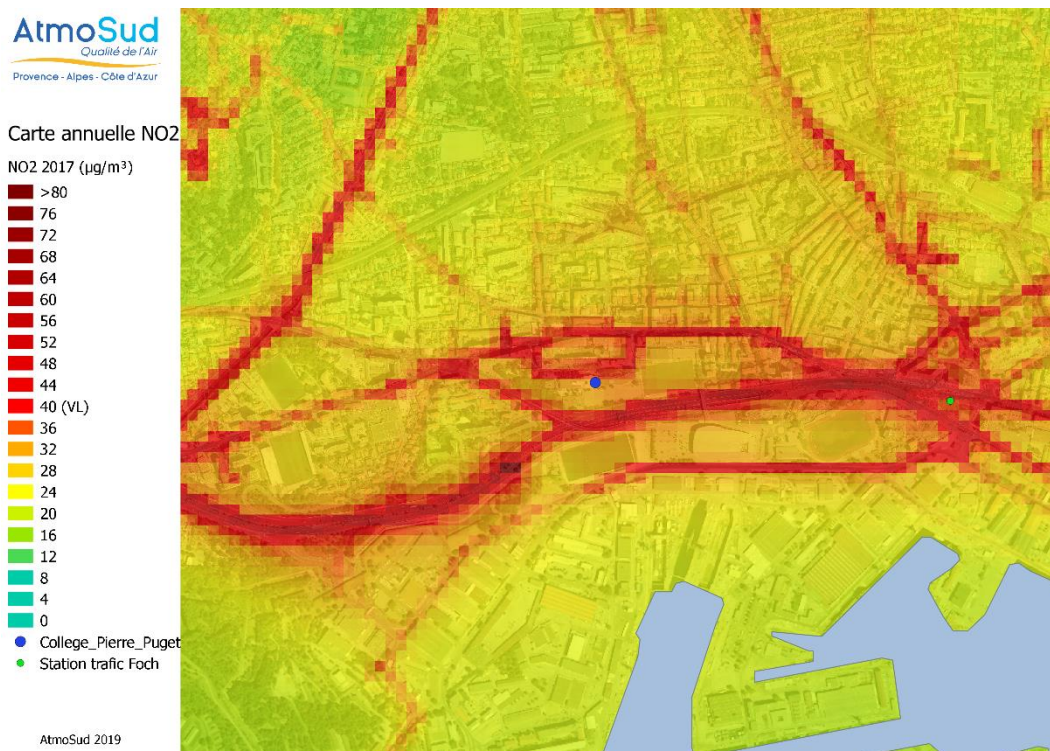 AtmoSud
Qualité de l'Air
Provence - Alpes - Côte d'Azur
Carte annuelle NO2
NO2 2017 (µg/m³)
>80
76
72
68
64
60
56
52
48
44
40 (VL)
36
32
28
24
20
16
12
8
4
0
College_Pierre_Puget
Station trafic Foch
AtmoSud 2019